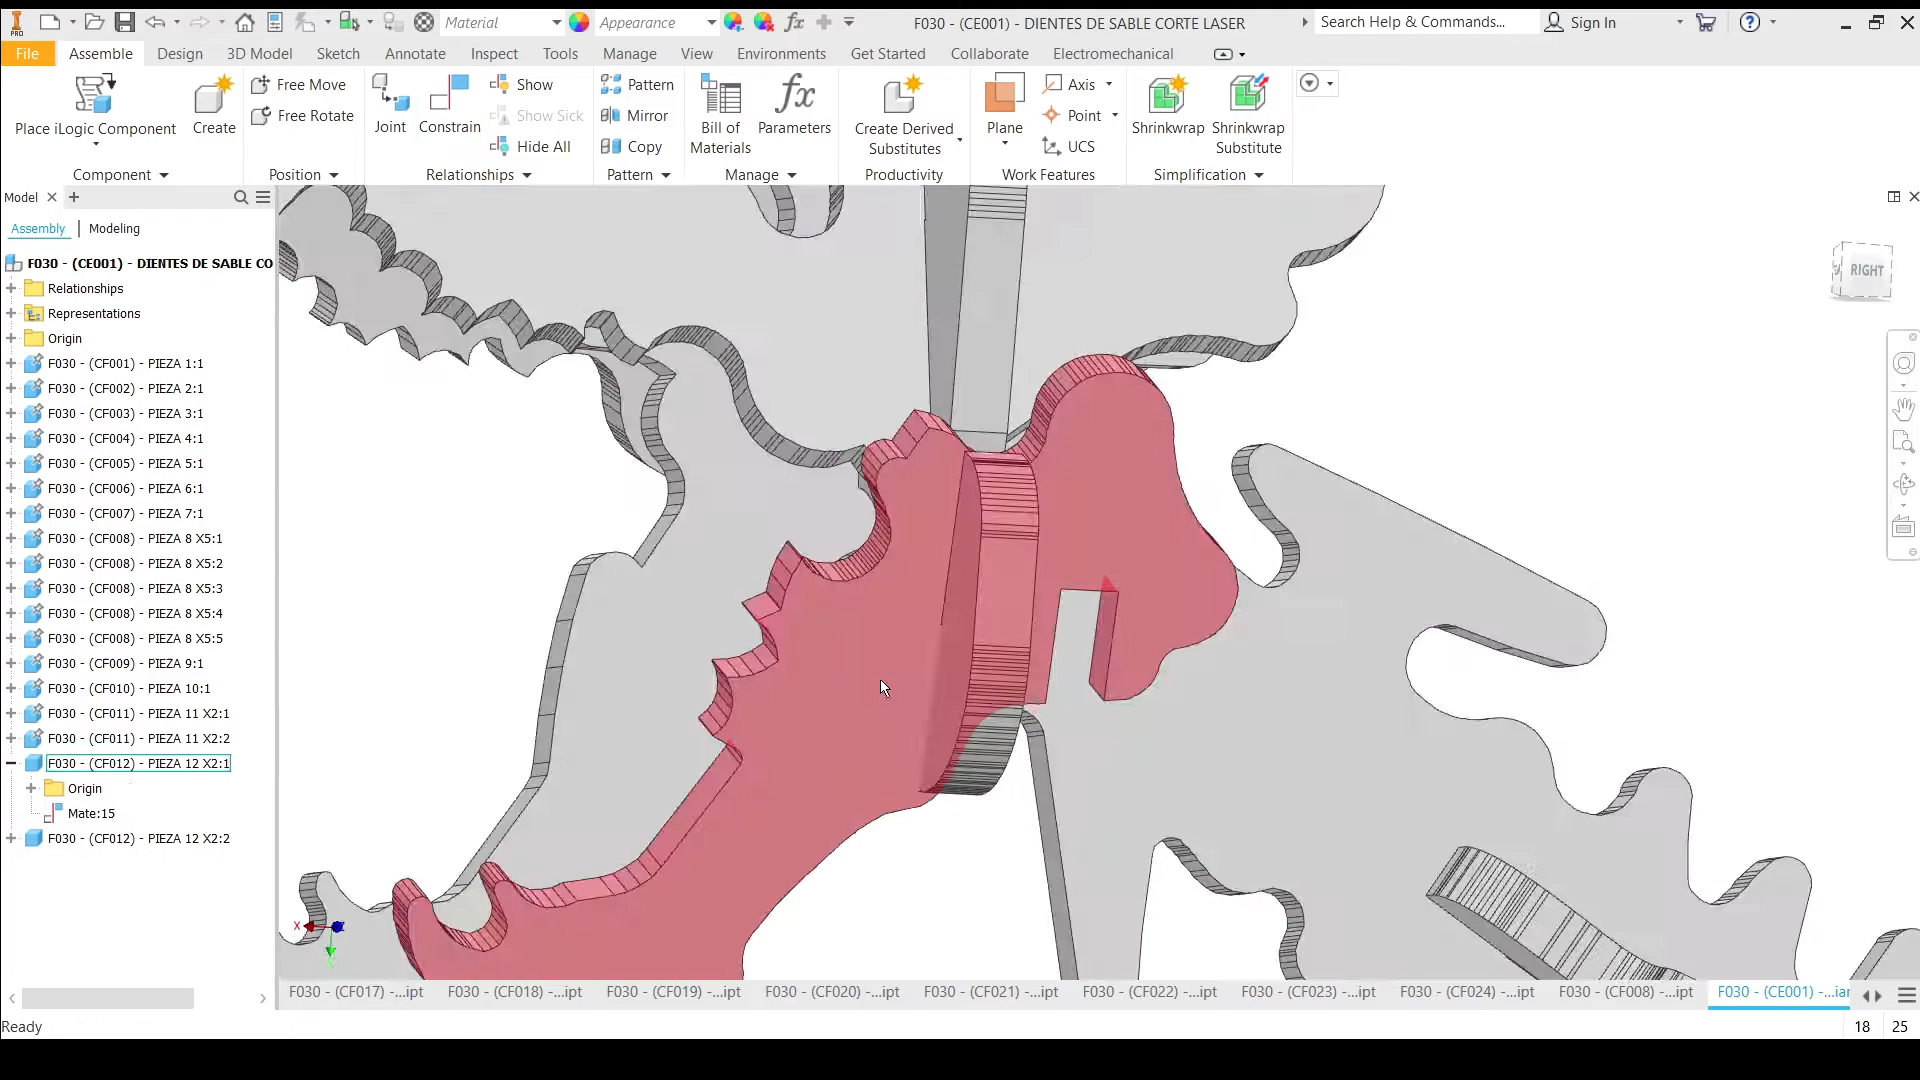 PRO
Material
Appearance
F030 - (CE001) - DIENTES DE SABLE CORTE LASER
Search Help & Commands...
Sign In
File
Assemble
Design
3D Model
Sketch
Annotate
Inspect
Tools
Manage
View
Environments
Get Started
Collaborate
Electromechanical
Place iLogic Component
Create
Free Move
Free Rotate
Joint
Constrain
Show
Show Sick
Hide All
Pattern
Mirror
Copy
Bill of
Materials
Parameters
Create Derived
Substitutes
Plane
Axis
Point
UCS
Shrinkwrap
Shrinkwrap
Substitute
Component
Position
Relationships
Pattern
Manage
Productivity
Work Features
Simplification
Model
Assembly
Modeling
F030 - (CE001) - DIENTES DE SABLE CO
Relationships
Representations
Origin
F030 - (CF001) - PIEZA 1:1
F030 - (CF002) - PIEZA 2:1
F030 - (CF003) - PIEZA 3:1
F030 - (CF004) - PIEZA 4:1
F030 - (CF005) - PIEZA 5:1
F030 - (CF006) - PIEZA 6:1
F030 - (CF007) - PIEZA 7:1
F030 - (CF008) - PIEZA 8 X5:1
F030 - (CF008) - PIEZA 8 X5:2
F030 - (CF008) - PIEZA 8 X5:3
F030 - (CF008) - PIEZA 8 X5:4
F030 - (CF008) - PIEZA 8 X5:5
F030 - (CF009) - PIEZA 9:1
F030 - (CF010) - PIEZA 10:1
F030 - (CF011) - PIEZA 11 X2:1
F030 - (CF011) - PIEZA 11 X2:2
F030 - (CF012) - PIEZA 12 X2:1
Origin
Mate:15
F030 - (CF012) - PIEZA 12 X2:2
RIGHT
X
F030 - (CF017) -...ipt
F030 - (CF018) -...ipt
F030 - (CF019) -...ipt
F030 - (CF020) -...ipt
F030 - (CF021) -...ipt
F030 - (CF022) -...ipt
F030 - (CF023) -...ipt
F030 - (CF024) -...ipt
F030 - (CF008) -...ipt
F030 - (CE001) -...iar
Ready
18
25